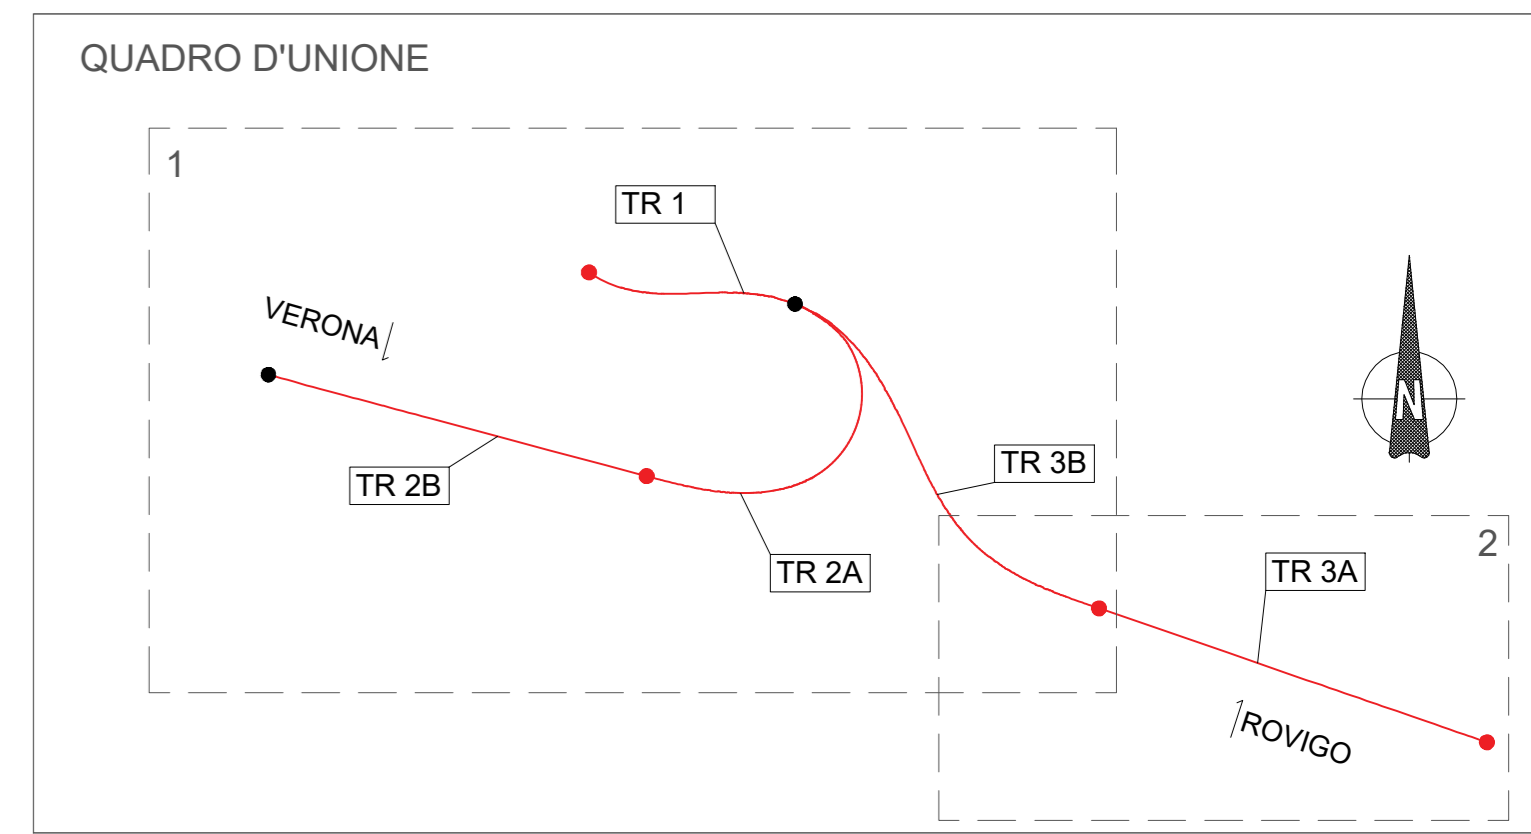 QUADRO D'UNIONE
1
TR 1
VERONA
TR 2B
TR 3B
N
TR 2A
2
TR 3A
ROVIGO